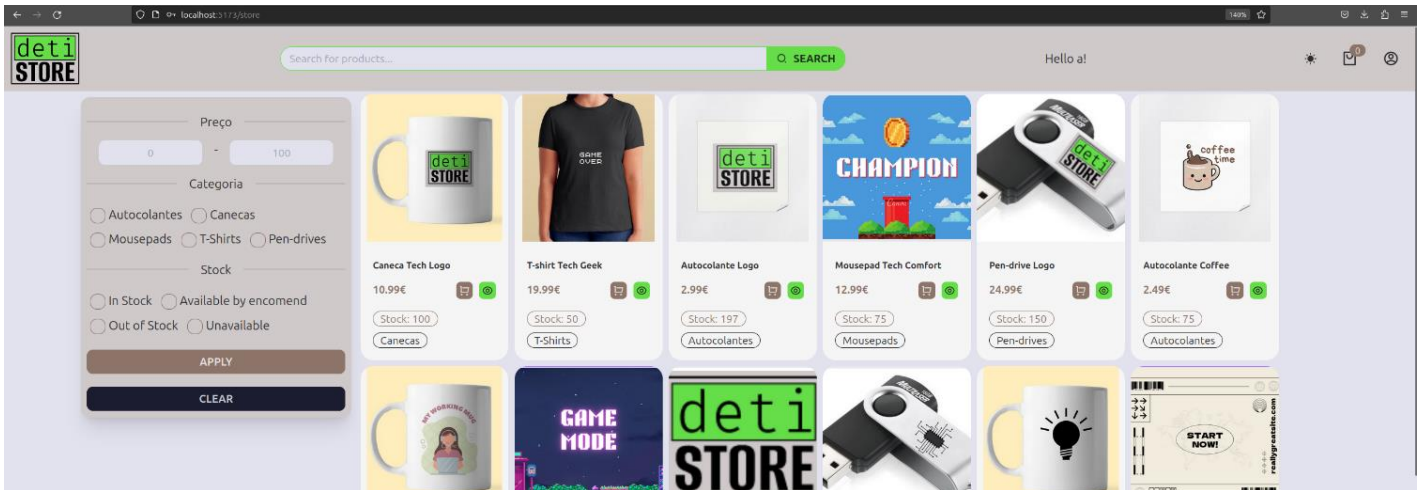 localhost:5173/store
140%
deti
STORE
Search for products...
SEARCH
Hello a!
0
Preço
0 - 100
Categoria
Autocolantes Canecas
Mousepads T-Shirts Pen-drives
Stock
In Stock Available by encomend
Out of Stock Unavailable
APPLY
CLEAR
deti
STORE
Caneca Tech Logo
10.99€
Stock: 100
Canecas
GAME
OVER
T-shirt Tech Geek
19.99€
Stock: 50
T-Shirts
deti
STORE
Autocolante Logo
2.99€
Stock: 197
Autocolantes
CHAMPION
Mousepad Tech Comfort
12.99€
Stock: 75
Mousepads
deti
STORE
Pen-drive Logo
24.99€
Stock: 150
Pen-drives
coffee
time
Autocolante Coffee
2.49€
Stock: 75
Autocolantes
MY WORKING MUG
GAME
MODE
deti
STORE
START
NOW!
reallygreatsite.com